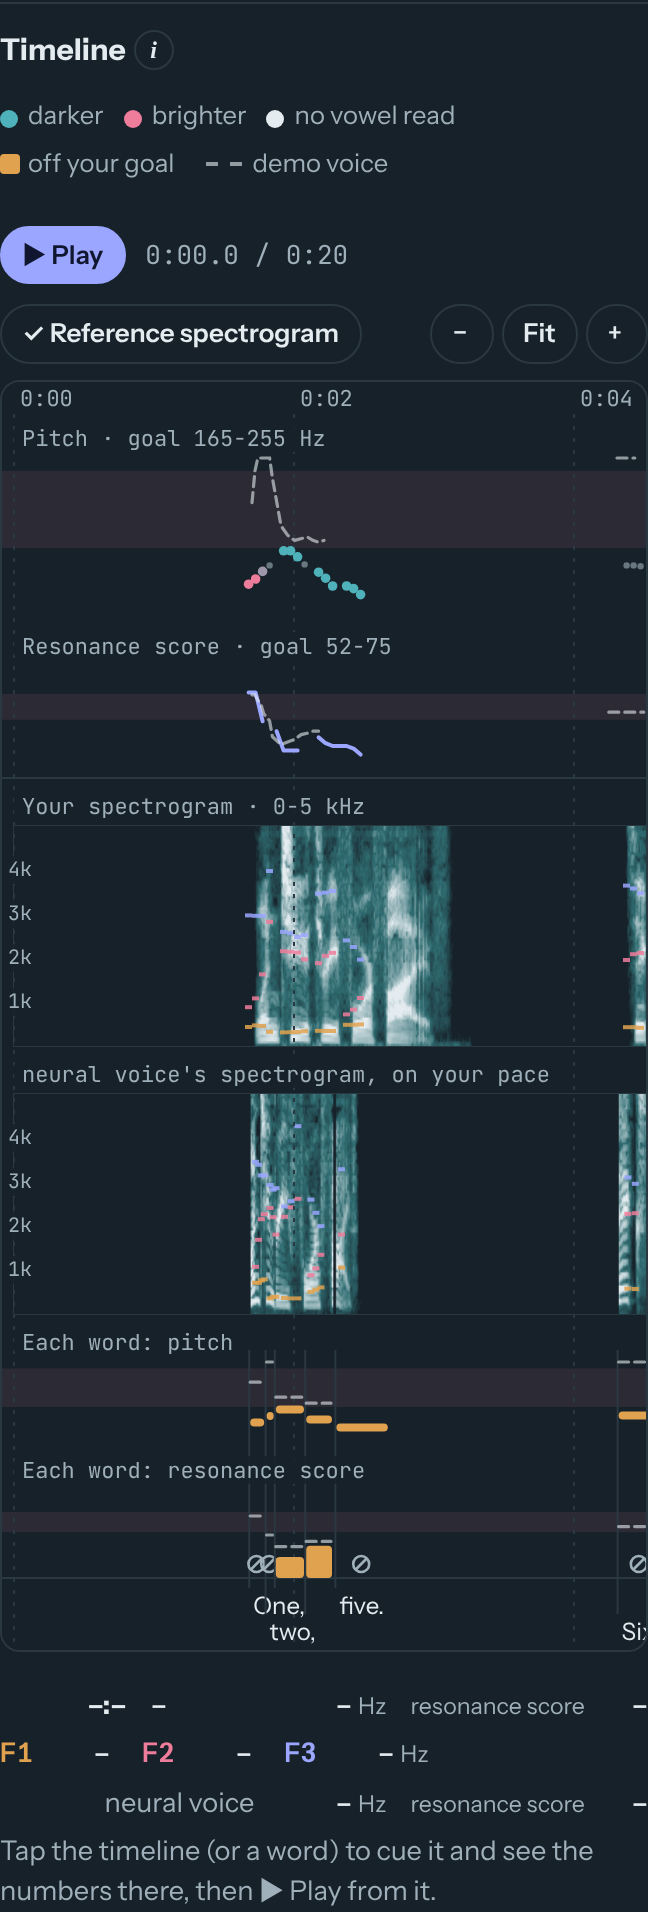 Timeline i
darker brighter no vowel read
off your goal demo voice
▶ Play 0:00.0 / 0:20
✓ Reference spectrogram − Fit +
0:00 0:02 0:04
Pitch · goal 165-255 Hz
Resonance score · goal 52-75
Your spectrogram · 0-5 kHz
4k
3k
2k
1k
neural voice's spectrogram, on your pace
4k
3k
2k
1k
Each word: pitch
Each word: resonance score
One, five.
two,
–:– – – Hz resonance score –
F1 – F2 – F3 – Hz
neural voice – Hz resonance score –
Tap the timeline (or a word) to cue it and see the
numbers there, then ▶ Play from it.